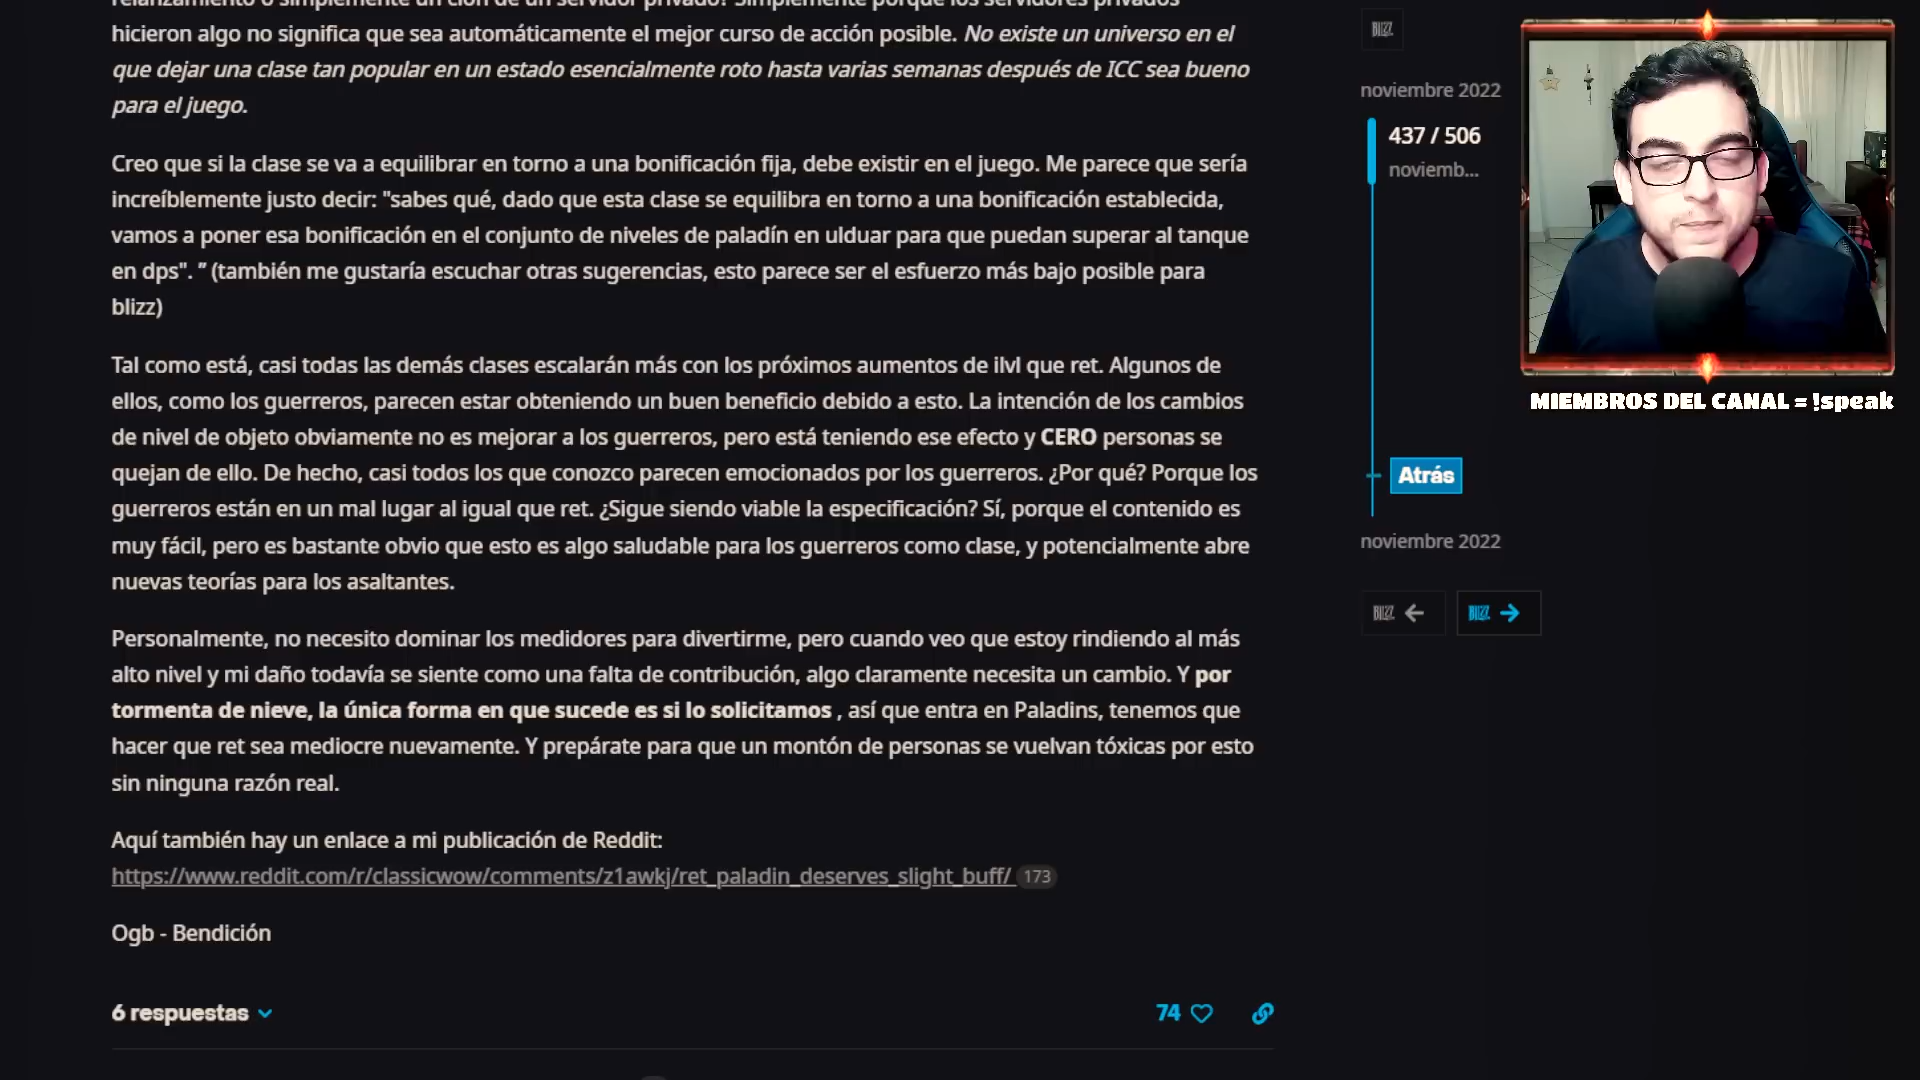 relanzamiento o simplemente un clon de un servidor privado? Simplemente porque los servidores privados
hicieron algo no significa que sea automáticamente el mejor curso de acción posible. No existe un universo en el
que dejar una clase tan popular en un estado esencialmente roto hasta varias semanas después de ICC sea bueno
para el juego.
Creo que si la clase se va a equilibrar en torno a una bonificación fija, debe existir en el juego. Me parece que sería
increíblemente justo decir: "sabes qué, dado que esta clase se equilibra en torno a una bonificación establecida,
vamos a poner esa bonificación en el conjunto de niveles de paladín en ulduar para que puedan superar al tanque
en dps". ” (también me gustaría escuchar otras sugerencias, esto parece ser el esfuerzo más bajo posible para
blizz)
Tal como está, casi todas las demás clases escalarán más con los próximos aumentos de ilvl que ret. Algunos de
ellos, como los guerreros, parecen estar obteniendo un buen beneficio debido a esto. La intención de los cambios
de nivel de objeto obviamente no es mejorar a los guerreros, pero está teniendo ese efecto y CERO personas se
quejan de ello. De hecho, casi todos los que conozco parecen emocionados por los guerreros. ¿Por qué? Porque los
guerreros están en un mal lugar al igual que ret. ¿Sigue siendo viable la especificación? Sí, porque el contenido es
muy fácil, pero es bastante obvio que esto es algo saludable para los guerreros como clase, y potencialmente abre
nuevas teorías para los asaltantes.
Personalmente, no necesito dominar los medidores para divertirme, pero cuando veo que estoy rindiendo al más
alto nivel y mi daño todavía se siente como una falta de contribución, algo claramente necesita un cambio. Y por
tormenta de nieve, la única forma en que sucede es si lo solicitamos , así que entra en Paladins, tenemos que
hacer que ret sea mediocre nuevamente. Y prepárate para que un montón de personas se vuelvan tóxicas por esto
sin ninguna razón real.
Aquí también hay un enlace a mi publicación de Reddit:
https://www.reddit.com/r/classicwow/comments/z1awkj/ret_paladin_deserves_slight_buff/ 173
Ogb - Bendición
6 respuestas
74
BLIZZ
noviembre 2022
437 / 506
noviemb...
Atrás
noviembre 2022
BLIZZ
BLIZZ
MIEMBROS DEL CANAL = !speak